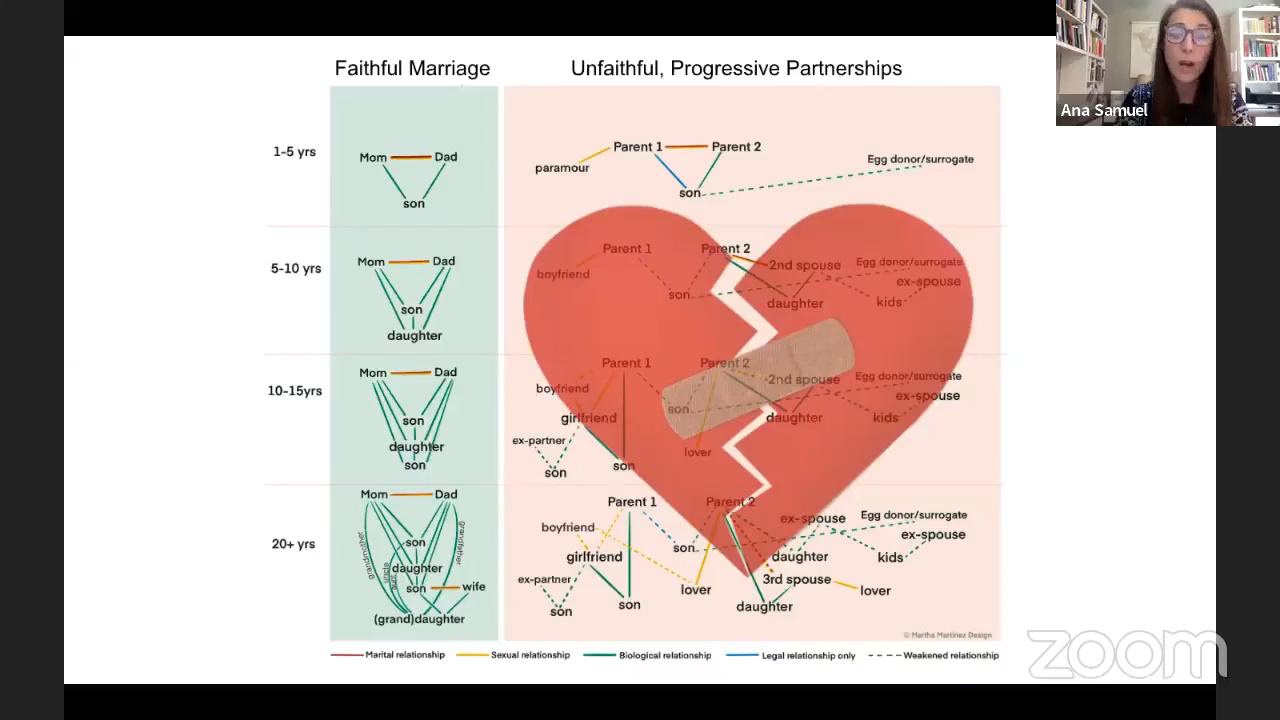 Faithful Marriage
Unfaithful, Progressive Partnerships
Ana Samuel
1-5 yrs
Mom
Dad
son
Parent 1
Parent 2
paramour
son
Egg donor/surrogate
5-10 yrs
Mom
Dad
son
daughter
Parent 1
Parent 2
boyfriend
son
2nd spouse
daughter
Egg donor/surrogate
ex-spouse
kids
10-15yrs
Mom
Dad
son
daughter
son
Parent 1
Parent 2
boyfriend
girlfriend
ex-partner
son
son
son
lover
2nd spouse
daughter
Egg donor/surrogate
ex-spouse
kids
20+ yrs
Mom
Dad
grandmother
grandfather
son
daughter
uncle
aunt
son
wife
(grand)daughter
Parent 1
Parent 2
boyfriend
girlfriend
ex-partner
son
son
son
lover
ex-spouse
daughter
3rd spouse
lover
daughter
Egg donor/surrogate
ex-spouse
kids
© Martha Martinez Design
Marital relationship
Sexual relationship
Biological relationship
Legal relationship only
Weakened relationship
zoom